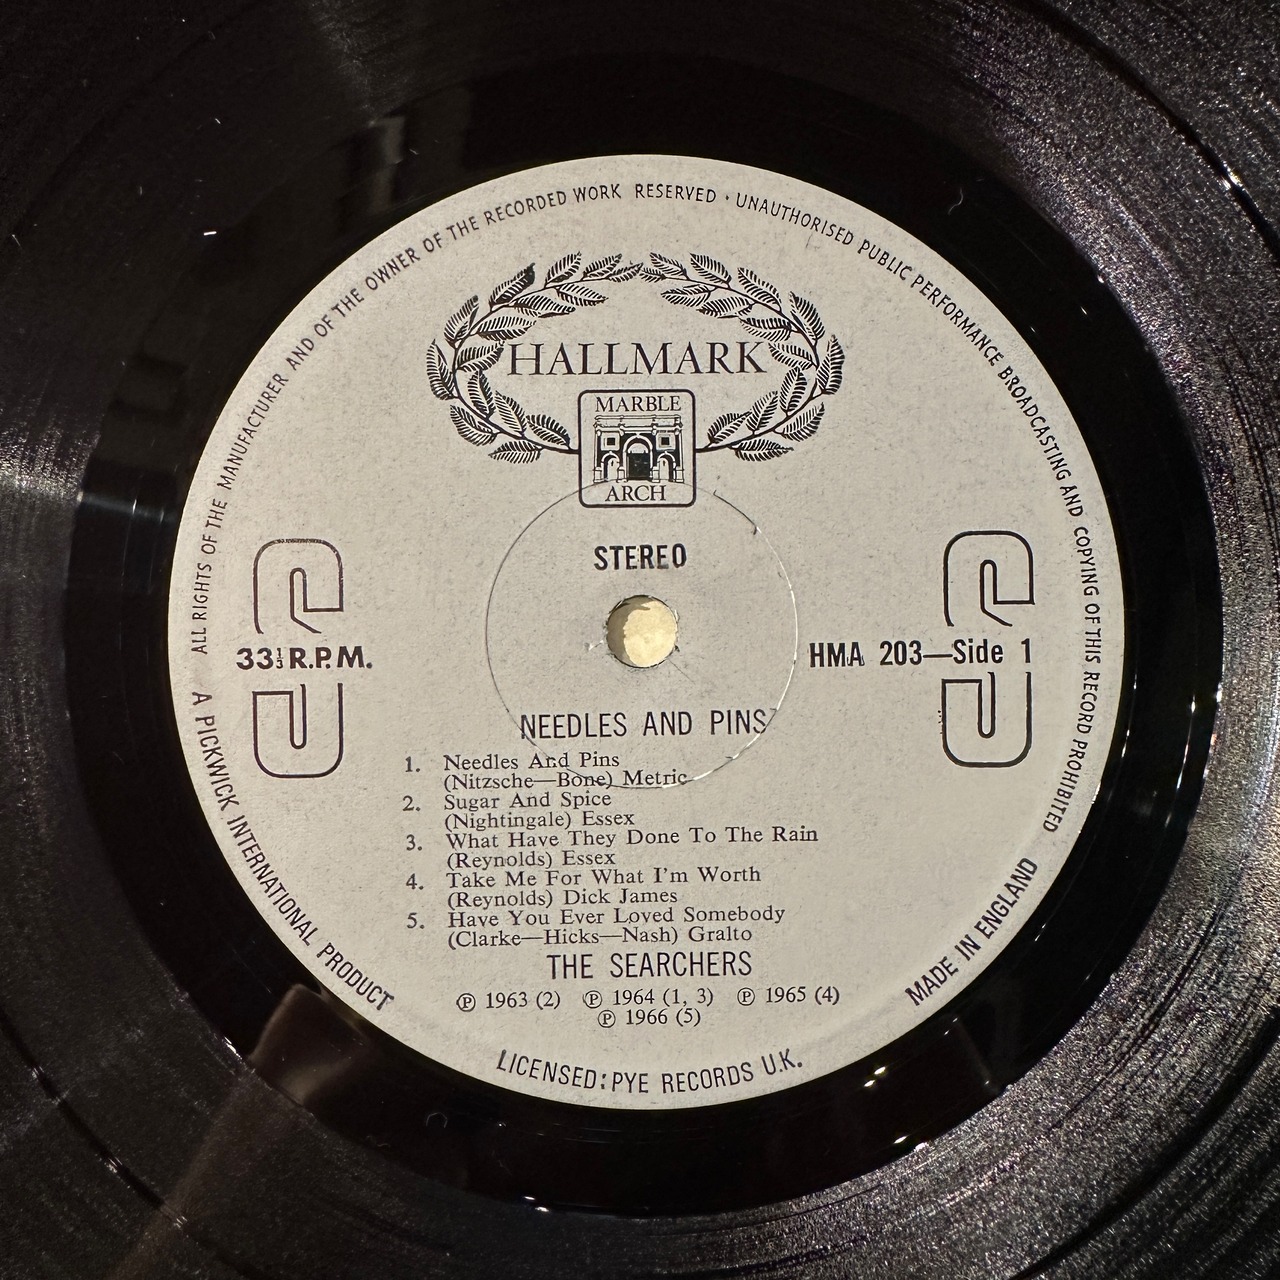 ALL RIGHTS OF THE MANUFACTURER AND OF THE OWNER OF THE RECORDED WORK RESERVED · UNAUTHORISED PUBLIC PERFORMANCE BROADCASTING AND COPYING OF THIS RECORD PROHIBITED
HALLMARK
MARBLE
ARCH
STEREO
33⅓ R.P.M.
HMA 203—Side 1
NEEDLES AND PINS
1. Needles And Pins
(Nitzsche—Bone) Metric
2. Sugar And Spice
(Nightingale) Essex
3. What Have They Done To The Rain
(Reynolds) Essex
4. Take Me For What I'm Worth
(Reynolds) Dick James
5. Have You Ever Loved Somebody
(Clarke—Hicks—Nash) Gralto
THE SEARCHERS
℗ 1963 (2) ℗ 1964 (1, 3) ℗ 1965 (4)
℗ 1966 (5)
A PICKWICK INTERNATIONAL PRODUCT
LICENSED: PYE RECORDS U.K.
MADE IN ENGLAND